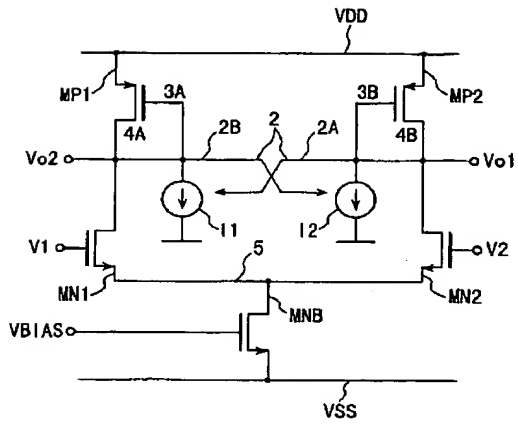 VDD
MP1
3A
3B
MP2
4A
2B
2
2A
4B
Vo2
Vo1
I1
I2
V1
5
V2
MN1
MNB
MN2
VBIAS
VSS